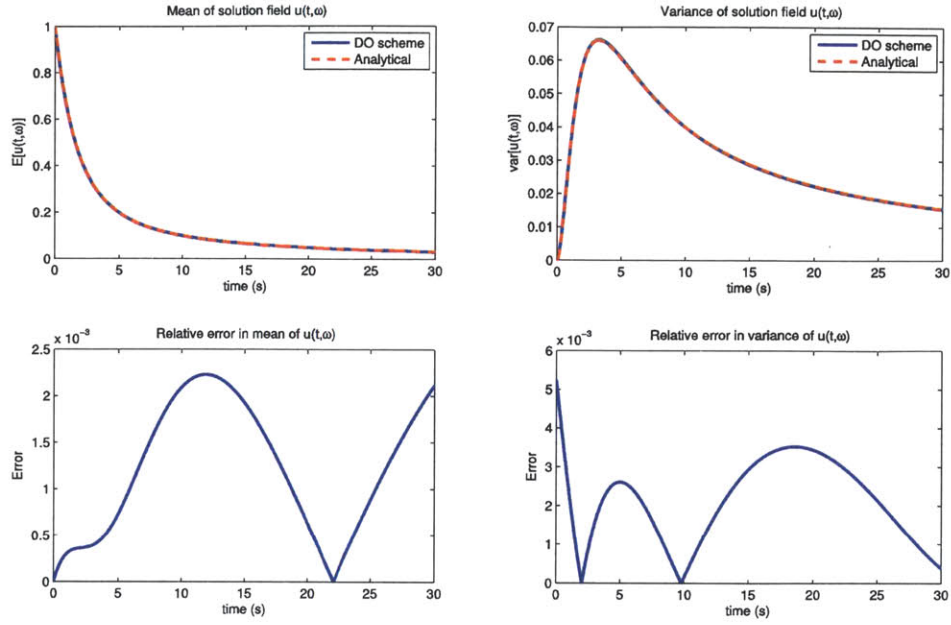 Mean of solution field u(t,ω)
E[u(t,ω)]
1
0.8
0.6
0.4
0.2
0
DO scheme
Analytical
0 5 10 15 20 25 30
time (s)
Variance of solution field u(t,ω)
var[u(t,ω)]
0.07
0.06
0.05
0.04
0.03
0.02
0.01
0
DO scheme
Analytical
0 5 10 15 20 25 30
time (s)
Relative error in mean of u(t,ω)
x 10⁻³
Error
2.5
2
1.5
1
0.5
0
0 5 10 15 20 25 30
time (s)
Relative error in variance of u(t,ω)
x 10⁻³
Error
6
5
4
3
2
1
0
0 5 10 15 20 25 30
time (s)